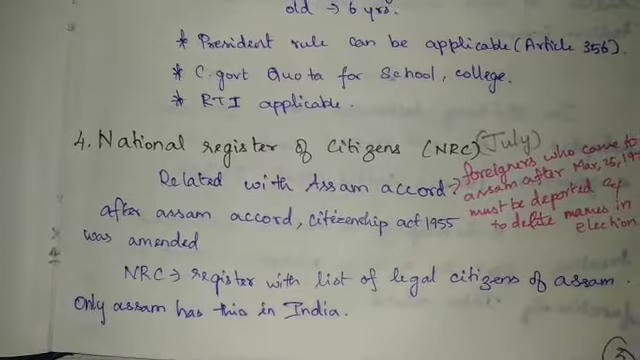 old → 6 yrs.
* President rule can be applicable (Article 356).
* C. govt Quota for School, college.
* RTI applicable.
4. National register of Citizens (NRC) (July)
Related with Assam accord →
foreigners who came to
assam after Mar, 25, 19
must be deported &
to delete names in
election
after assam accord, citizenship act 1955
was amended
NRC → register with list of legal citizens of assam.
Only assam has this in India.